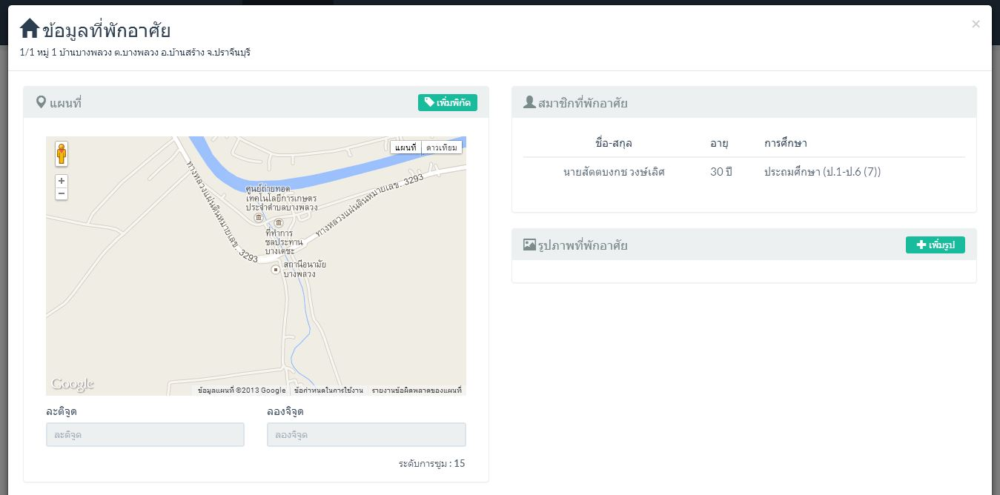 ข้อมูลที่พักอาศัย
×
1/1 หมู่ 1 บ้านบางพลวง ต.บางพลวง อ.บ้านสร้าง จ.ปราจีนบุรี
แผนที่
เพิ่มพิกัด
แผนที่
ดาวเทียม
+
−
ทางหลวงแผ่นดินหมายเลข. 3293
ทางหลวงแผ่นดินหมายเลข. 3293
ศูนย์ถ่ายทอด
เทคโนโลยีการเกษตร
ประจำตำบลบางพลวง
ที่ทำการ
ชลประทาน
บางเดชะ
สถานีอนามัย
บางพลวง
Google
ข้อมูลแผนที่ ©2013 Google
ข้อกำหนดในการใช้งาน
รายงานข้อผิดพลาดของแผนที่
ละติจูด
ลองจิจูด
ละติจูด
ลองจิจูด
ระดับการซูม : 15
สมาชิกที่พักอาศัย
ชื่อ-สกุล อายุ การศึกษา
นายสัตตบงกช วงษ์เลิศ 30 ปี ประถมศึกษา (ป.1-ป.6 (7))
รูปภาพที่พักอาศัย
เพิ่มรูป